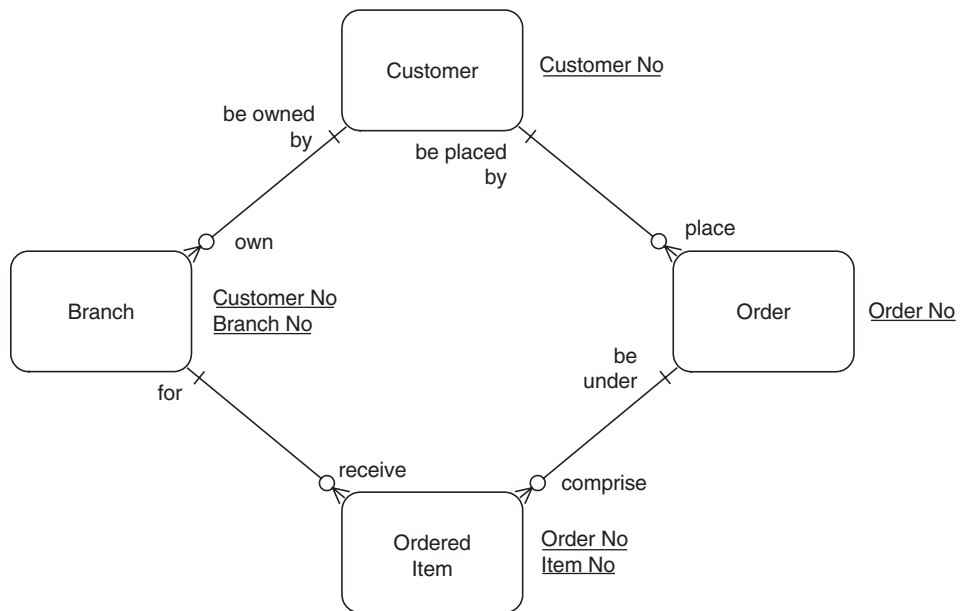 Customer
Customer No
be owned
by
be placed
by
own
place
Branch
Customer No
Branch No
Order
Order No
for
be
under
receive
comprise
Ordered
Item
Order No
Item No